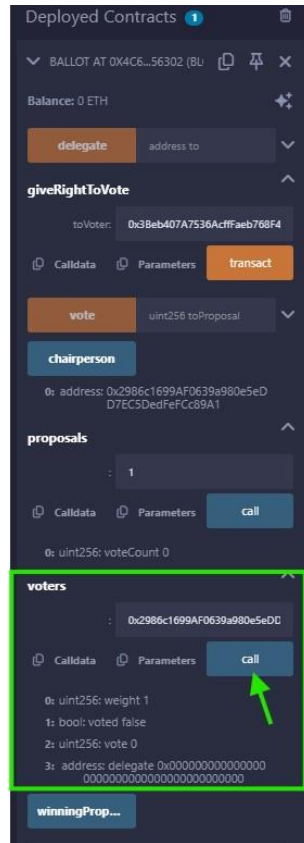 Deployed Contracts 1
BALLOT AT 0X4C6...56302 (BL
Balance: 0 ETH
delegate address to
giveRightToVote
toVoter: 0x3Beb407A7536AcffFaeb768F4
Calldata Parameters transact
vote uint256 toProposal
chairperson
0: address: 0x2986c1699AF0639a980e5eD
D7EC5DedFeFCc89A1
proposals
: 1
Calldata Parameters call
0: uint256: voteCount 0
voters
: 0x2986c1699AF0639a980e5eDD
Calldata Parameters call
0: uint256: weight 1
1: bool: voted false
2: uint256: vote 0
3: address: delegate 0x000000000000000
0000000000000000000000000
winningProp...